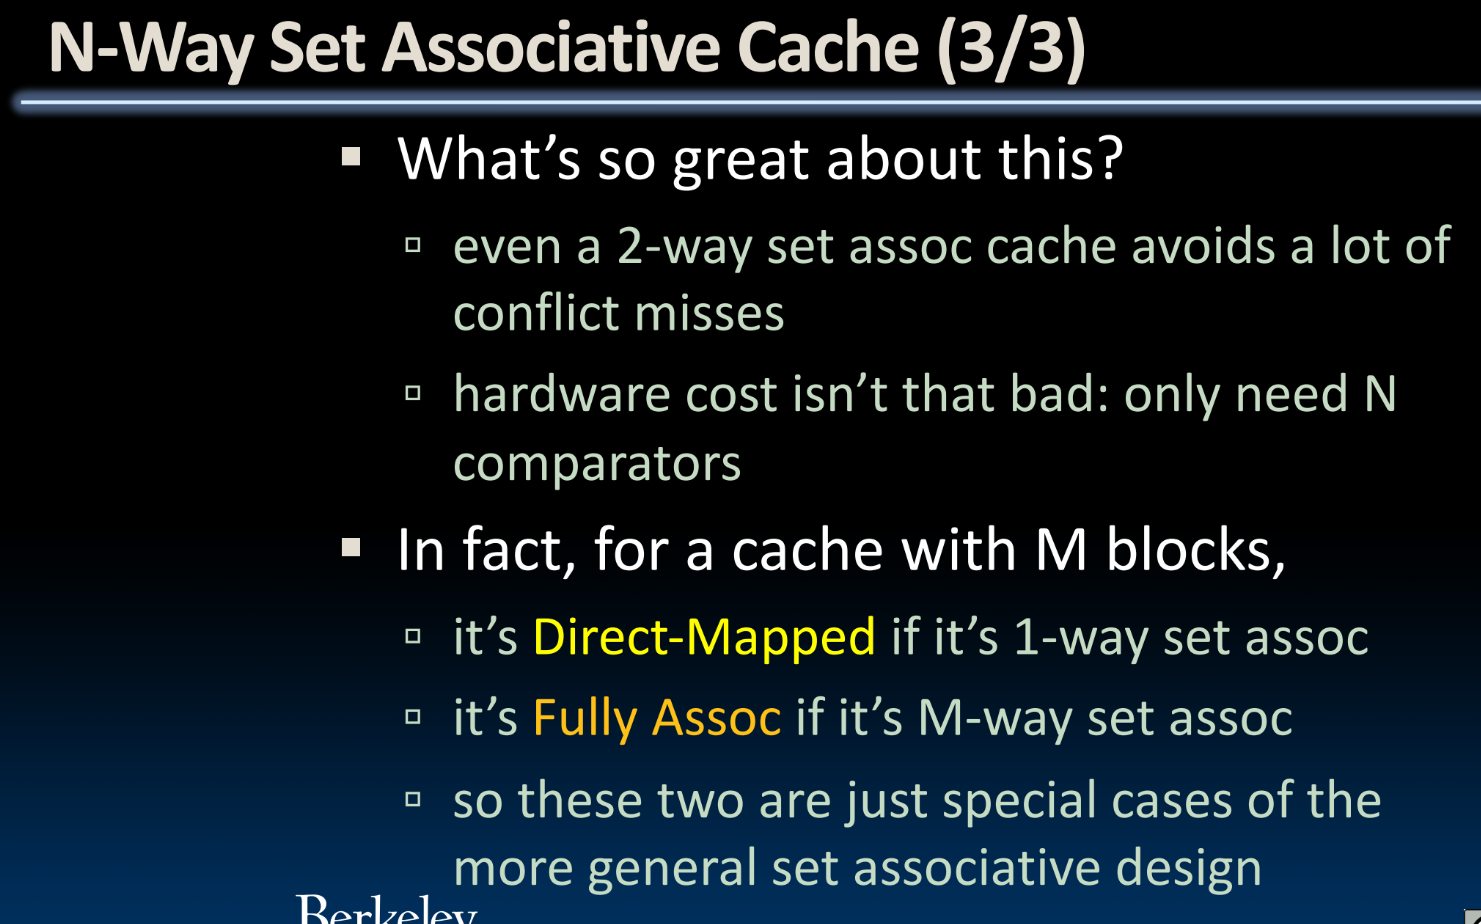 N-Way Set Associative Cache (3/3)
What’s so great about this?
even a 2-way set assoc cache avoids a lot of
conflict misses
hardware cost isn’t that bad: only need N
comparators
In fact, for a cache with M blocks,
it’s Direct-Mapped if it’s 1-way set assoc
it’s Fully Assoc if it’s M-way set assoc
so these two are just special cases of the
more general set associative design
Berkeley